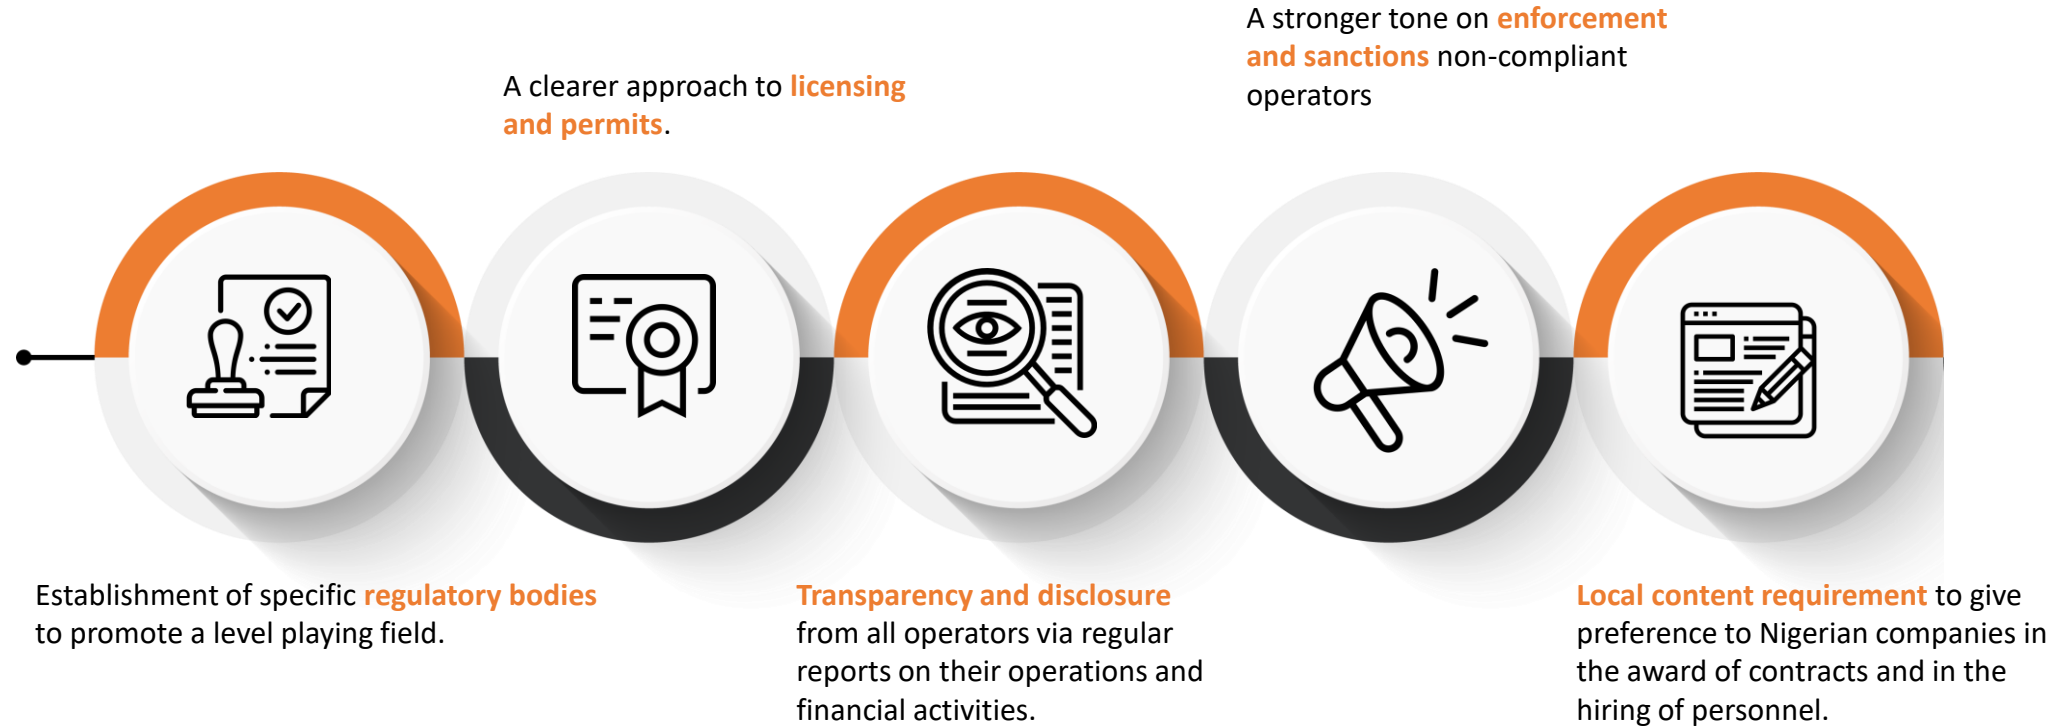 Establishment of specific regulatory bodies
to promote a level playing field.
A clearer approach to licensing
and permits.
Transparency and disclosure
from all operators via regular
reports on their operations and
financial activities.
A stronger tone on enforcement
and sanctions non-compliant
operators
Local content requirement to give
preference to Nigerian companies in
the award of contracts and in the
hiring of personnel.